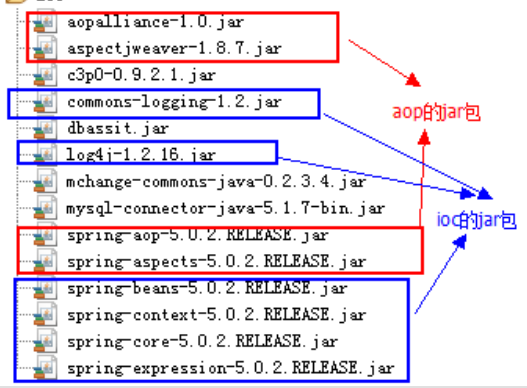 aopalliance-1.0.jar
aspectjweaver-1.8.7.jar
c3p0-0.9.2.1.jar
commons-logging-1.2.jar
dbassit.jar
log4j-1.2.16.jar
mchange-commons-java-0.2.3.4.jar
mysql-connector-java-5.1.7-bin.jar
spring-aop-5.0.2.RELEASE.jar
spring-aspects-5.0.2.RELEASE.jar
spring-beans-5.0.2.RELEASE.jar
spring-context-5.0.2.RELEASE.jar
spring-core-5.0.2.RELEASE.jar
spring-expression-5.0.2.RELEASE.jar
aop的jar包
ioc的jar包